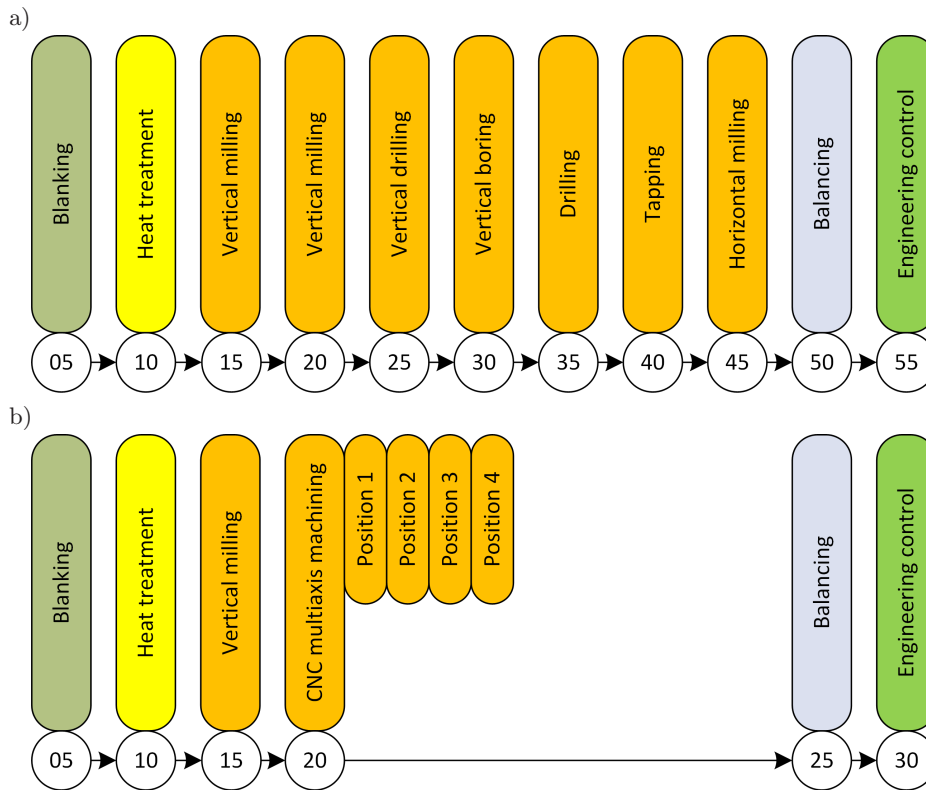 a)
Blanking
Heat treatment
Vertical milling
Vertical milling
Vertical drilling
Vertical boring
Drilling
Tapping
Horizontal milling
Balancing
Engineering control
05
10
15
20
25
30
35
40
45
50
55
b)
Blanking
Heat treatment
Vertical milling
CNC multiaxis machining
Position 1
Position 2
Position 3
Position 4
Balancing
Engineering control
05
10
15
20
25
30